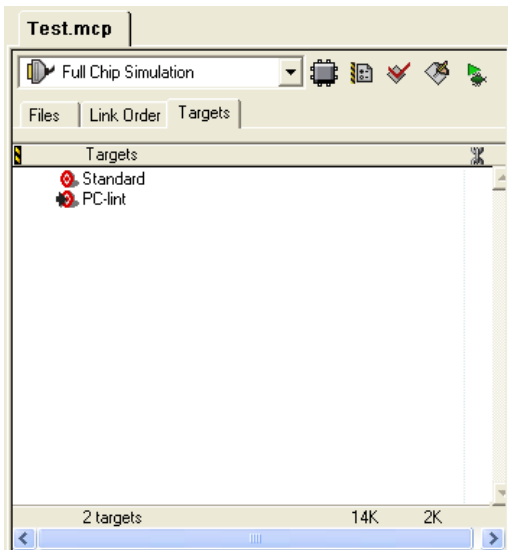 Test.mcp
Full Chip Simulation
Files Link Order Targets
Targets
Standard
PC-lint
2 targets 14K 2K